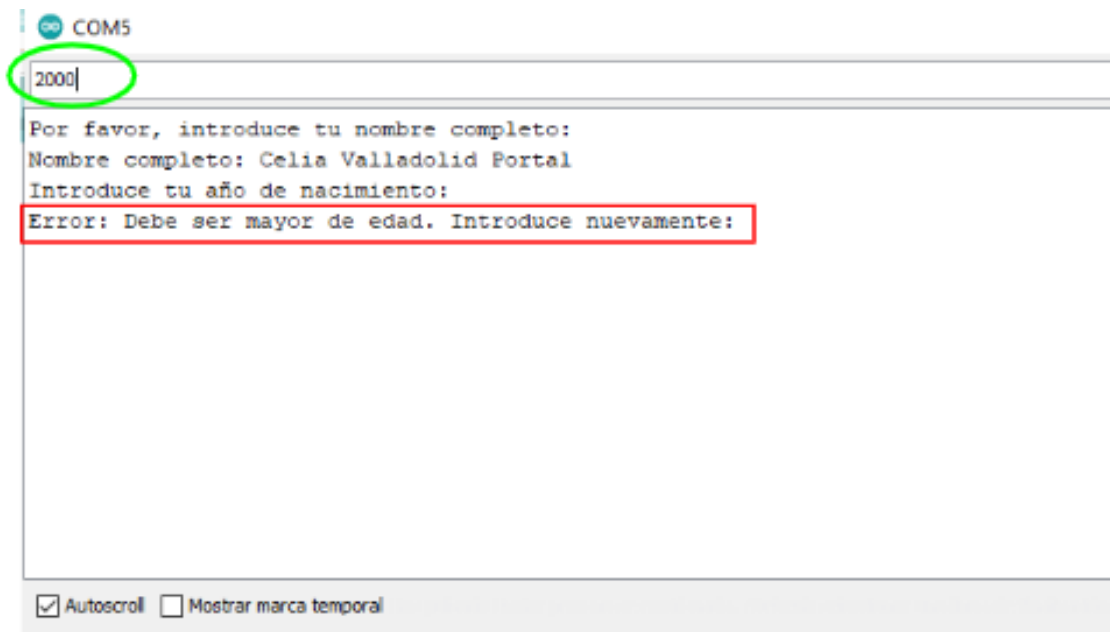 COM5
2000
Por favor, introduce tu nombre completo:
Nombre completo: Celia Valladolid Portal
Introduce tu año de nacimiento:
Error: Debe ser mayor de edad. Introduce nuevamente:
Autoscroll Mostrar marca temporal